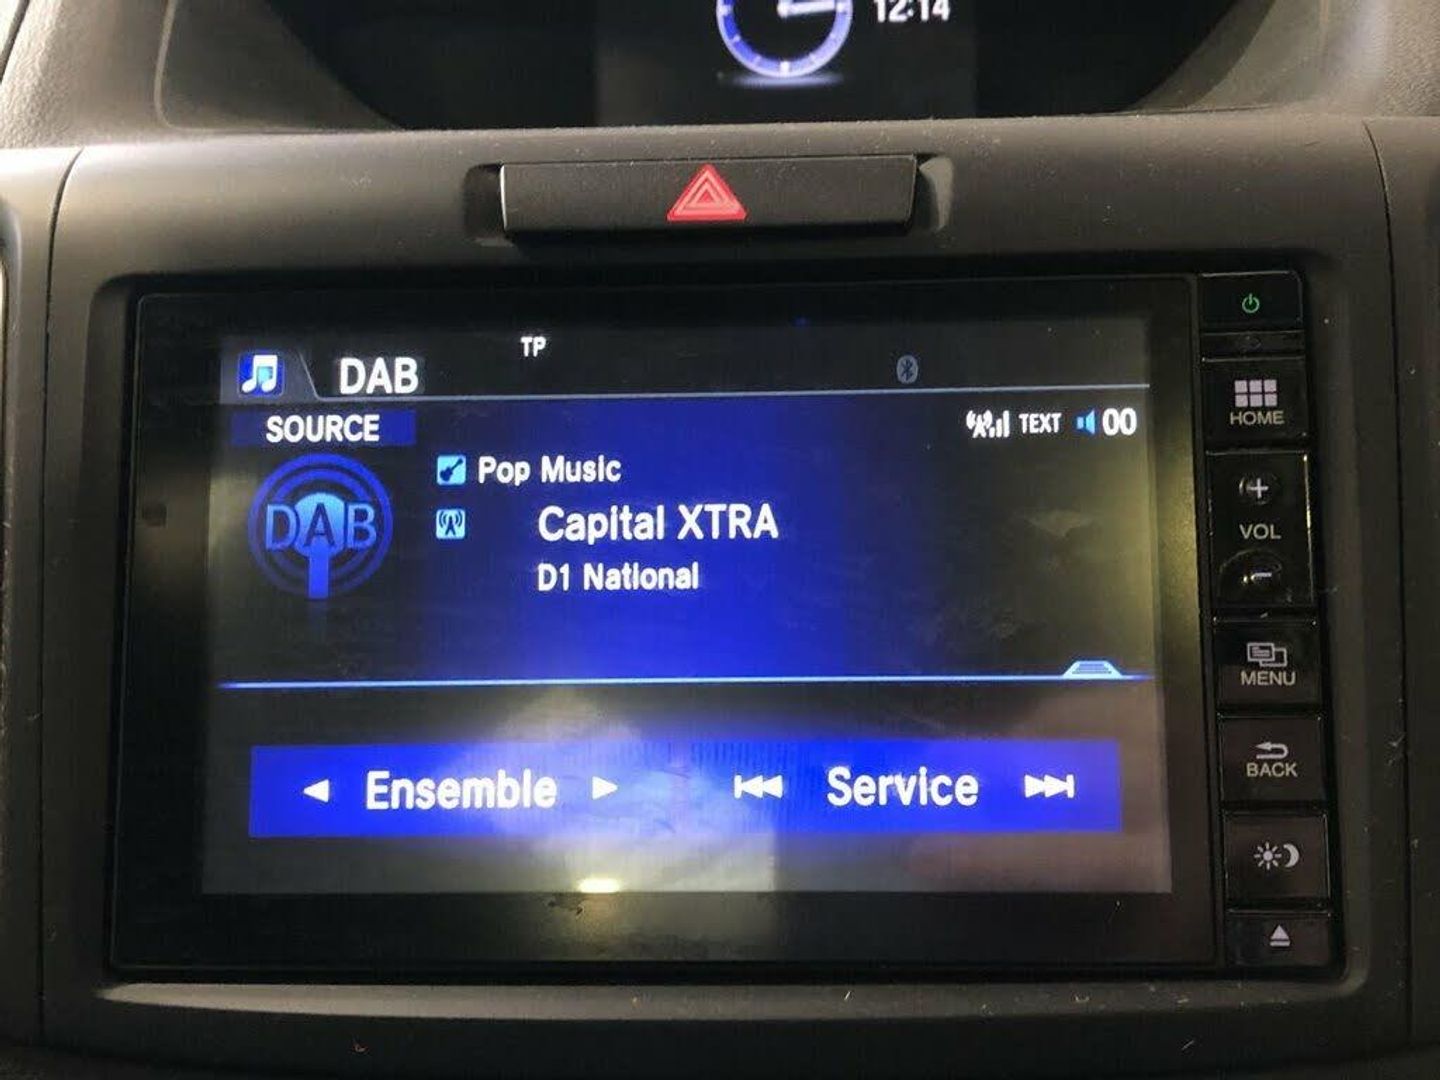 12:14
TP
DAB
SOURCE
TEXT 00
DAB
Pop Music
Capital XTRA
D1 National
Ensemble
Service
HOME
+
VOL
-
MENU
BACK